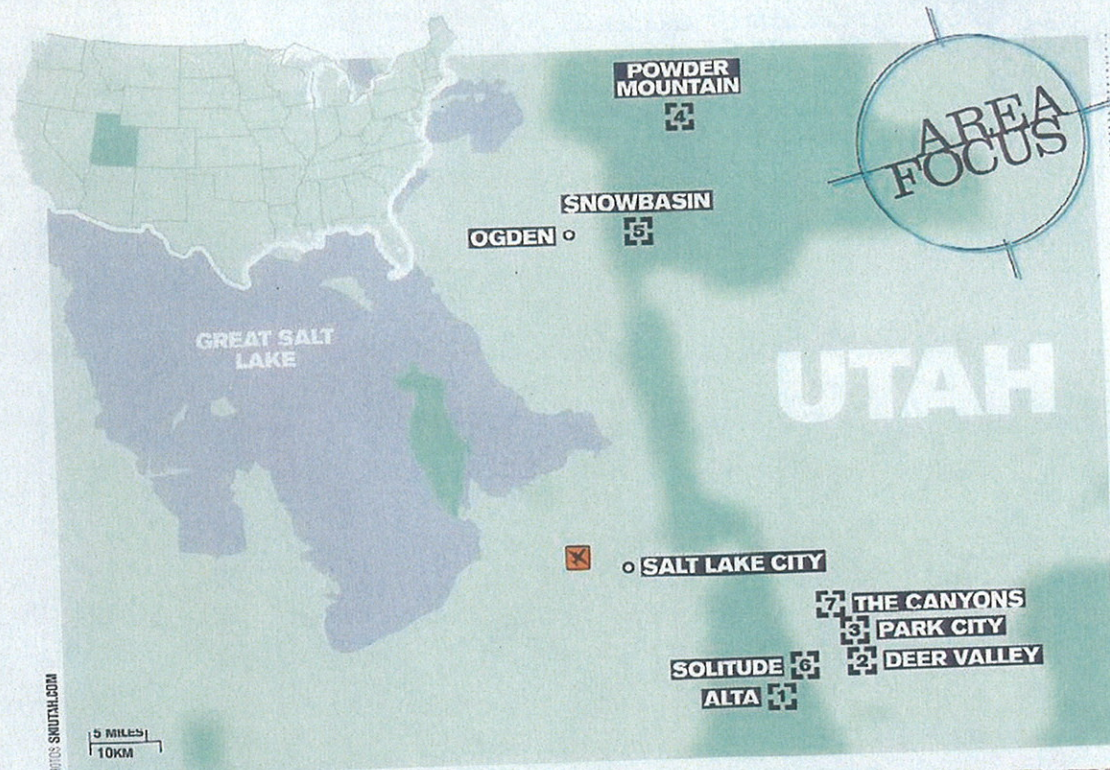 POWDER
MOUNTAIN
4
AREA
FOCUS
SNOWBASIN
5
OGDEN
GREAT SALT
LAKE
UTAH
SALT LAKE CITY
7 THE CANYONS
3 PARK CITY
2 DEER VALLEY
SOLITUDE 6
ALTA 1
SKIUTAH.COM
5 MILES
10KM